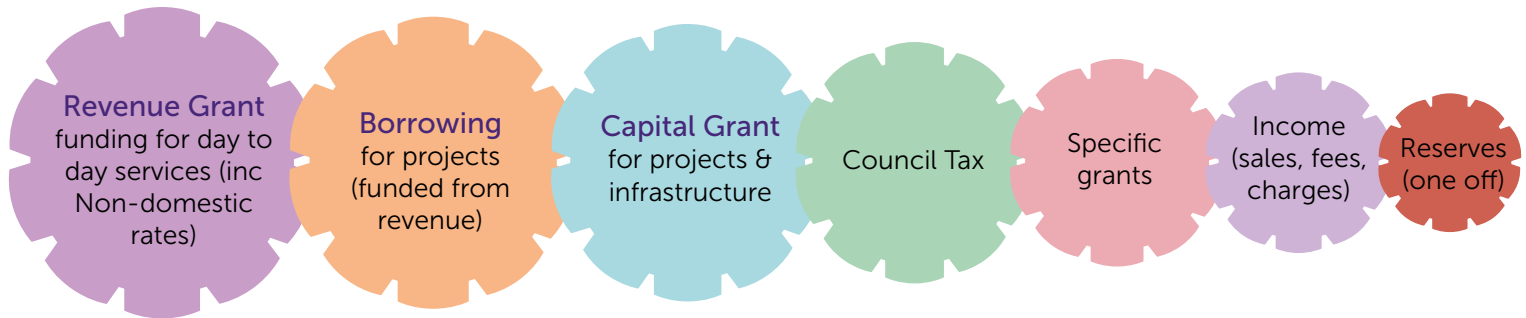 Revenue Grant
funding for day to
day services (inc
Non-domestic
rates)
Borrowing
for projects
(funded from
revenue)
Capital Grant
for projects &
infrastructure
Council Tax
Specific
grants
Income
(sales, fees,
charges)
Reserves
(one off)